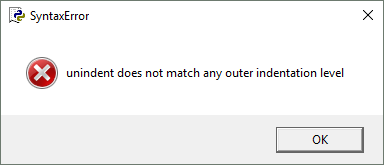 SyntaxError
unindent does not match any outer indentation level
OK